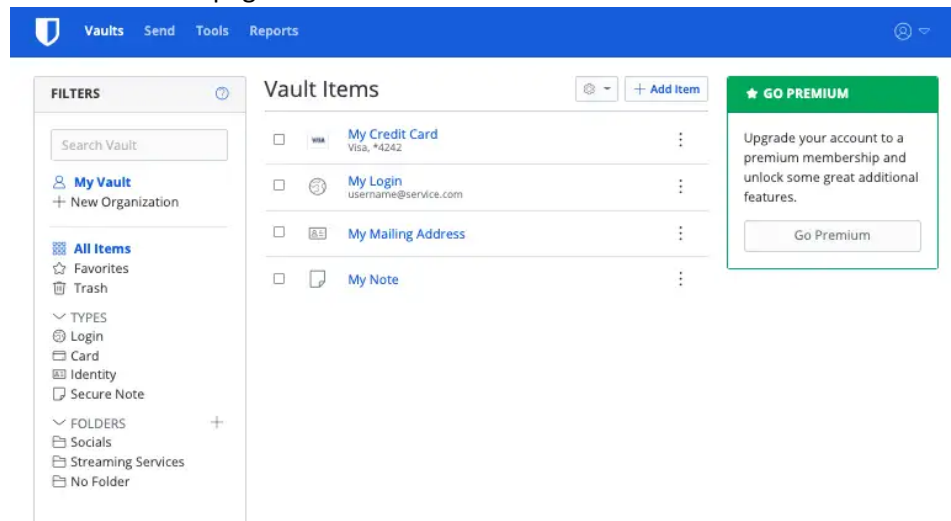 Vaults Send Tools Reports
FILTERS
Search Vault
My Vault
New Organization
All Items
Favorites
Trash
TYPES
Login
Card
Identity
Secure Note
FOLDERS
Socials
Streaming Services
No Folder
Vault Items
Add Item
VISA
My Credit Card
Visa, *4242
My Login
username@service.com
My Mailing Address
My Note
GO PREMIUM
Upgrade your account to a
premium membership and
unlock some great additional
features.
Go Premium